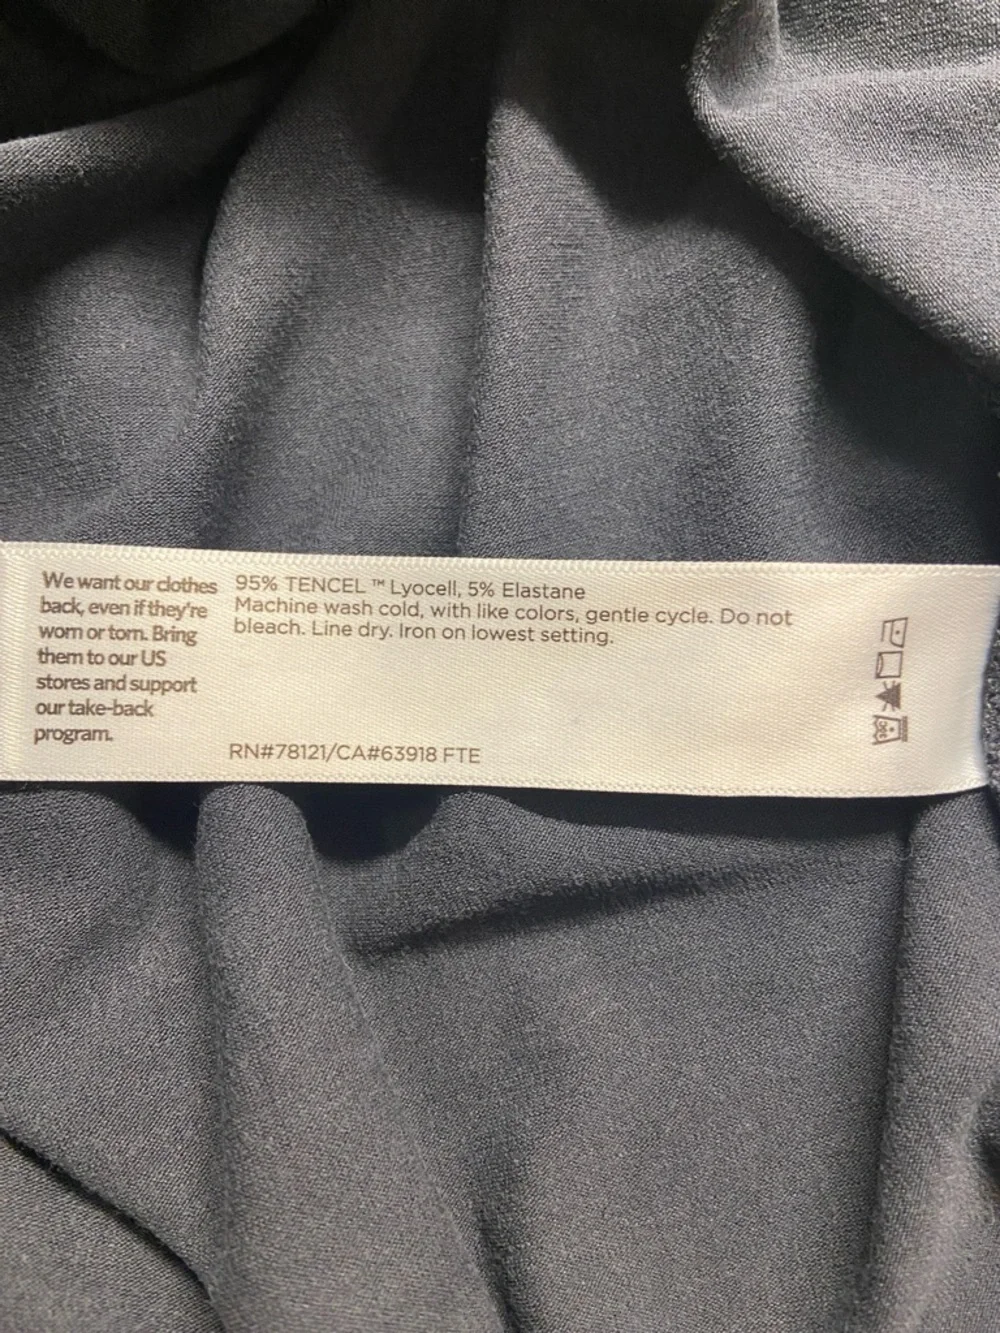 We want our clothes
back, even if they're
worn or torn. Bring
them to our US
stores and support
our take-back
program.
95% TENCEL ™ Lyocell, 5% Elastane
Machine wash cold, with like colors, gentle cycle. Do not
bleach. Line dry. Iron on lowest setting.
RN#78121/CA#63918 FTE